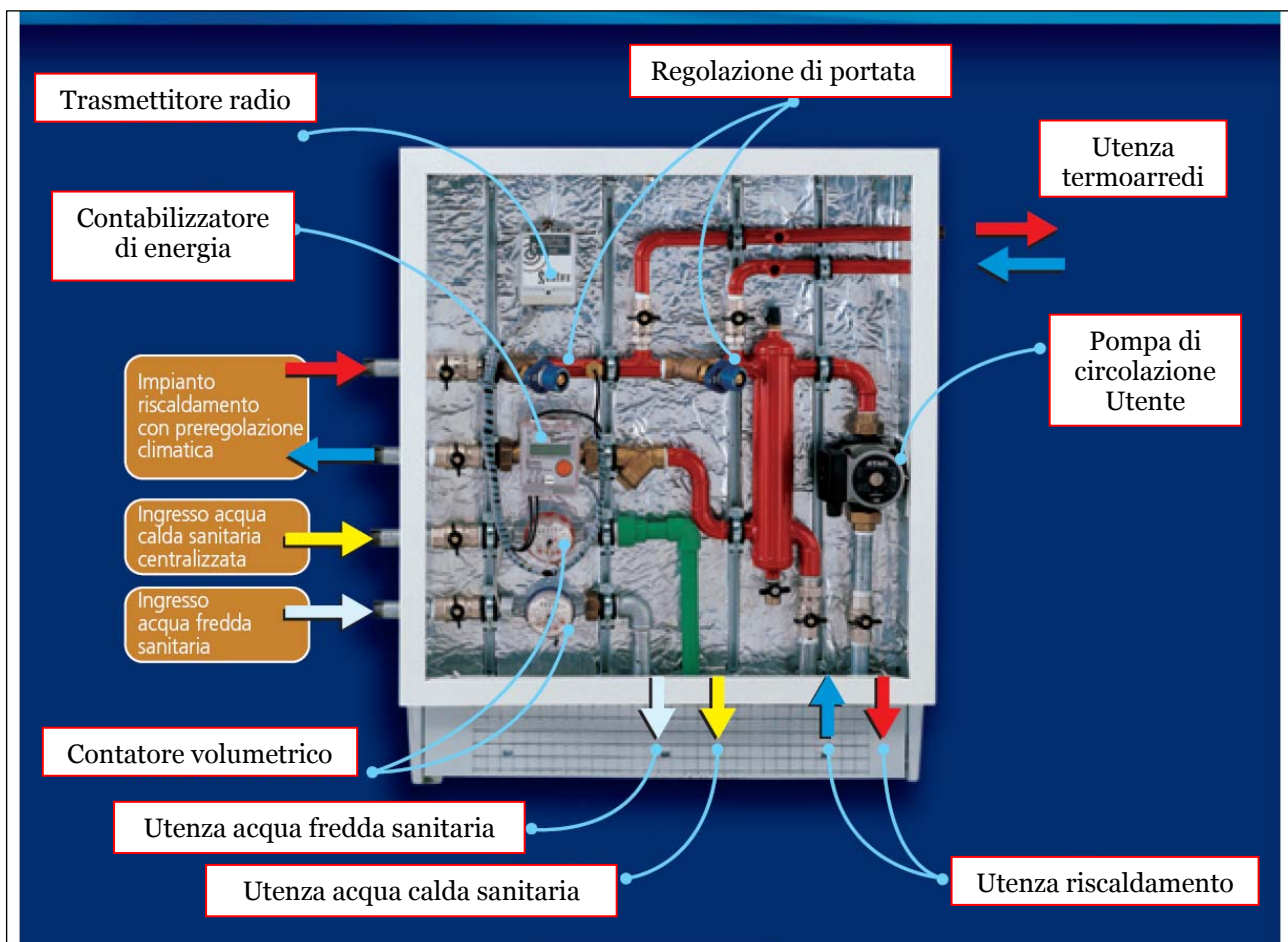 Trasmettitore radio
Regolazione di portata
Utenza
termoarredi
Contabilizzatore
di energia
Pompa di
circolazione
Utente
Impianto
riscaldamento
con preregolazione
climatica
Ingresso acqua
calda sanitaria
centralizzata
Ingresso
acqua fredda
sanitaria
Contatore volumetrico
Utenza acqua fredda sanitaria
Utenza acqua calda sanitaria
Utenza riscaldamento